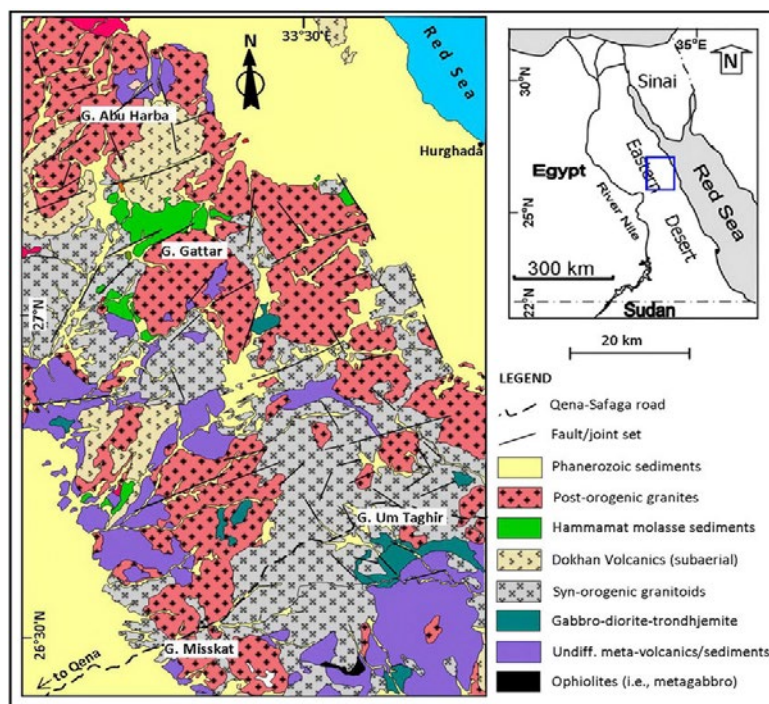 33°30'E
N
Red Sea
G. Abu Harba
Hurghada
G. Gattar
27°N
G. Um Taghir
26°30'N
G. Misskat
to Qena
35°E
N
30°N
Sinai
Egypt
Eastern
Desert
River Nile
Red Sea
25°N
300 km
22°N
Sudan
20 km
LEGEND
Qena-Safaga road
Fault/joint set
Phanerozoic sediments
Post-orogenic granites
Hammamat molasse sediments
Dokhan Volcanics (subaerial)
Syn-orogenic granitoids
Gabbro-diorite-trondhjemite
Undiff. meta-volcanics/sediments
Ophiolites (i.e., metagabbro)